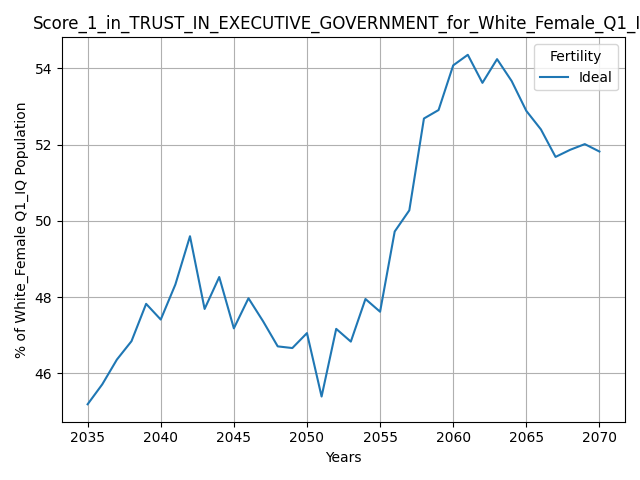 Score_1_in_TRUST_IN_EXECUTIVE_GOVERNMENT_for_White_Female_Q1_I
Fertility
Ideal
% of White_Female Q1_IQ Population
54
52
50
48
46
2035 2040 2045 2050 2055 2060 2065 2070
Years